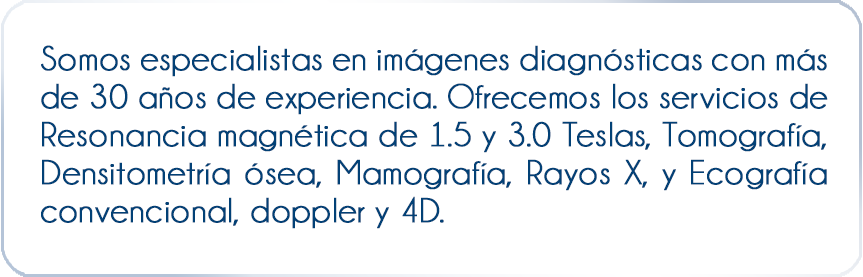 Somos especialistas en imágenes diagnósticas con más
de 30 años de experiencia. Ofrecemos los servicios de
Resonancia magnética de 1.5 y 3.0 Teslas, Tomografía,
Densitometría ósea, Mamografía, Rayos X, y Ecografía
convencional, doppler y 4D.